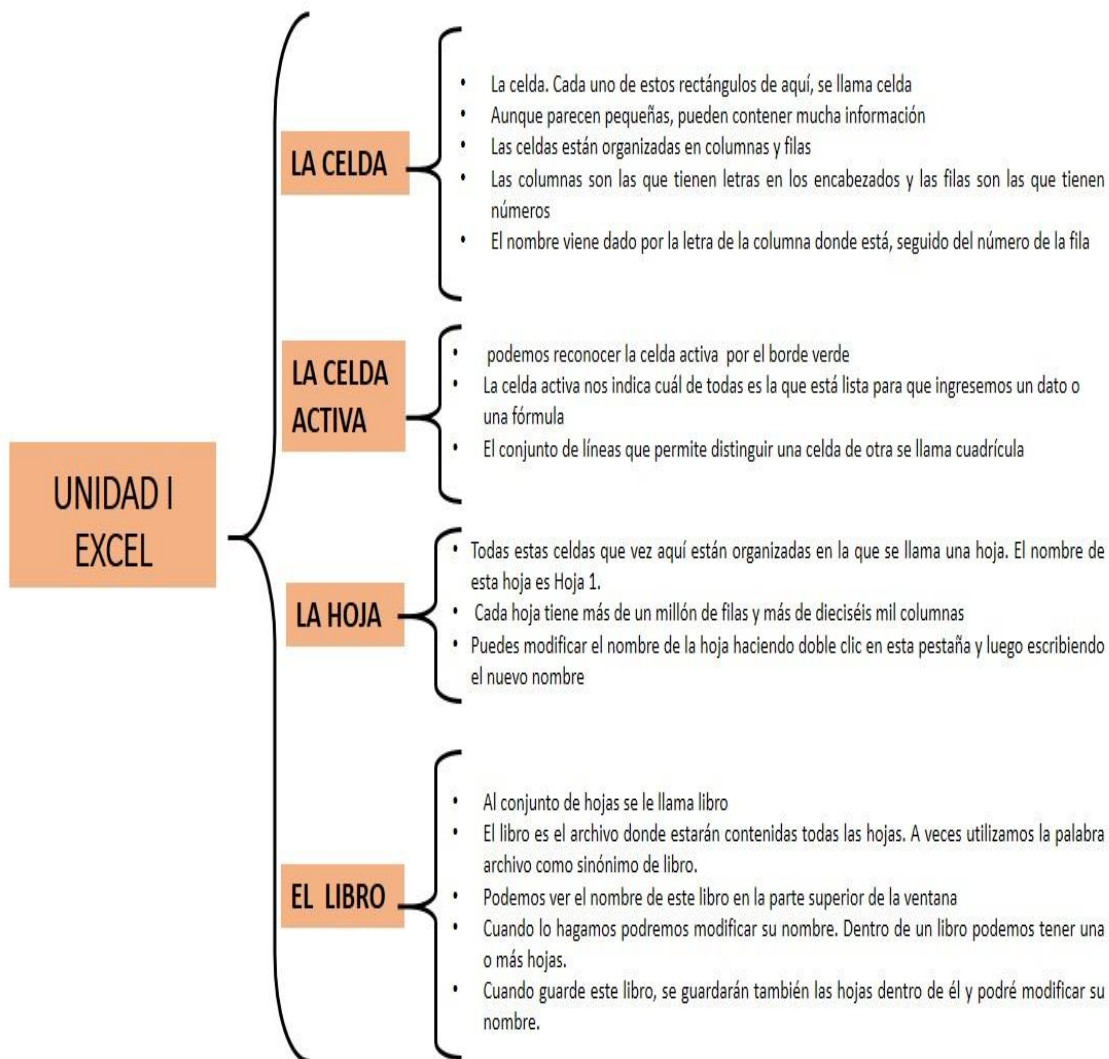 UNIDAD I
EXCEL
LA CELDA
• La celda. Cada uno de estos rectángulos de aquí, se llama celda
• Aunque parecen pequeñas, pueden contener mucha información
• Las celdas están organizadas en columnas y filas
• Las columnas son las que tienen letras en los encabezados y las filas son las que tienen
números
• El nombre viene dado por la letra de la columna donde está, seguido del número de la fila
LA CELDA
ACTIVA
• podemos reconocer la celda activa por el borde verde
• La celda activa nos indica cuál de todas es la que está lista para que ingresemos un dato o
una fórmula
• El conjunto de líneas que permite distinguir una celda de otra se llama cuadrícula
LA HOJA
• Todas estas celdas que vez aquí están organizadas en la que se llama una hoja. El nombre de
esta hoja es Hoja 1.
• Cada hoja tiene más de un millón de filas y más de dieciséis mil columnas
• Puedes modificar el nombre de la hoja haciendo doble clic en esta pestaña y luego escribiendo
el nuevo nombre
EL LIBRO
• Al conjunto de hojas se le llama libro
• El libro es el archivo donde estarán contenidas todas las hojas. A veces utilizamos la palabra
archivo como sinónimo de libro.
• Podemos ver el nombre de este libro en la parte superior de la ventana
• Cuando lo hagamos podremos modificar su nombre. Dentro de un libro podemos tener una
o más hojas.
• Cuando guarde este libro, se guardarán también las hojas dentro de él y podré modificar su
nombre.